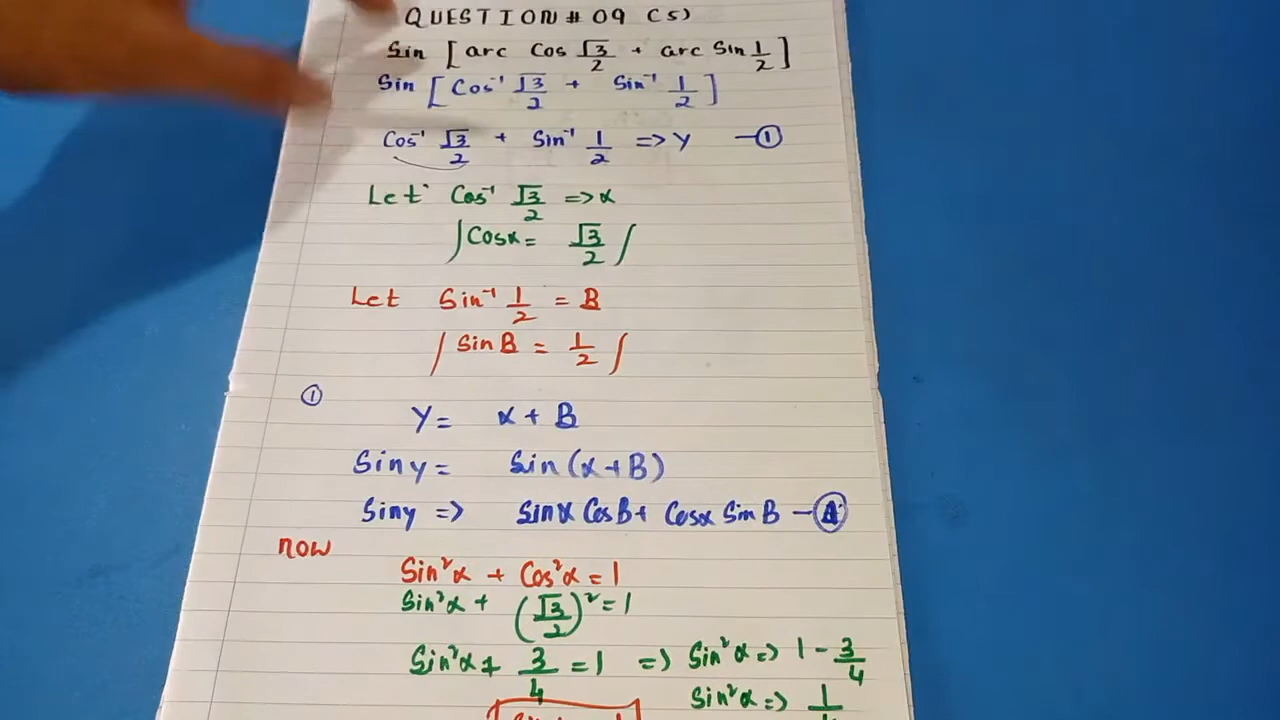 QUESTION # 09 (5)
Sin [arc Cos √3/2 + arc Sin 1/2]
Sin [Cos⁻¹ √3/2 + Sin⁻¹ 1/2]
Cos⁻¹ √3/2 + Sin⁻¹ 1/2 => y —①
Let Cos⁻¹ √3/2 => α
/Cosα = √3/2/
Let Sin⁻¹ 1/2 = B
/Sin B = 1/2/
① y = α + B
Sin y = Sin (α + B)
Sin y => Sinα CosB + Cosα Sin B —Ⓐ
now
Sin²α + Cos²α = 1
Sin²α + (√3/2)² = 1
Sin²α + 3/4 = 1 => Sin²α => 1 - 3/4
Sin²α => 1/4